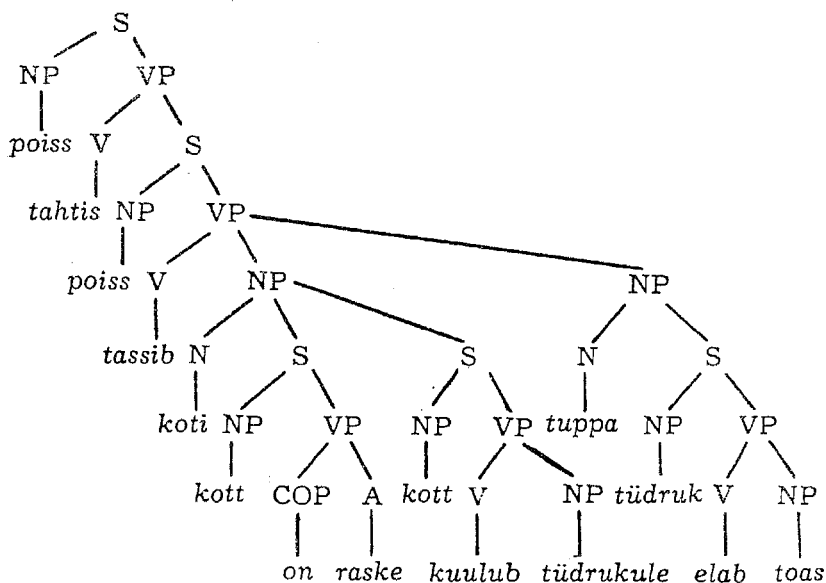 S
NP VP
poiss V S
tahtis NP VP
poiss V NP NP
tassib N S S N S
koti NP VP NP VP tuppa NP VP
kott COP A kott V NP tüdruk V NP
on raske kuulub tüdrukule elab toas